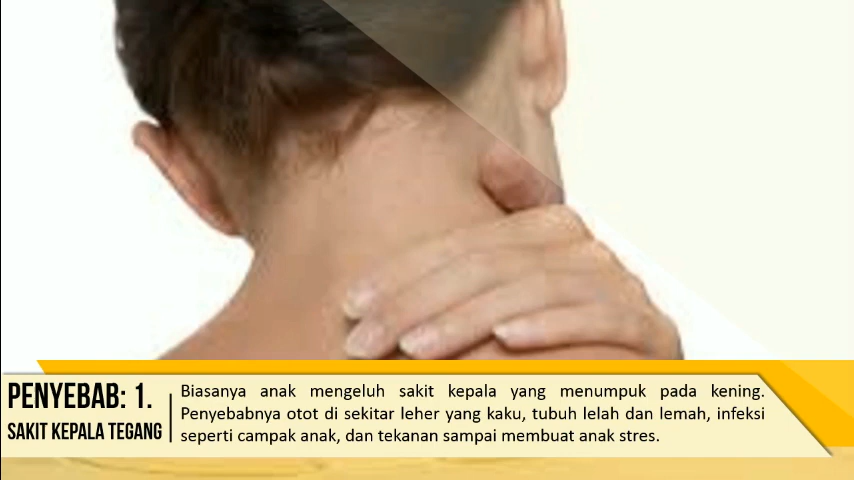 PENYEBAB: 1.
SAKIT KEPALA TEGANG
Biasanya anak mengeluh sakit kepala yang menumpuk pada kening.
Penyebabnya otot di sekitar leher yang kaku, tubuh lelah dan lemah, infeksi
seperti campak anak, dan tekanan sampai membuat anak stres.